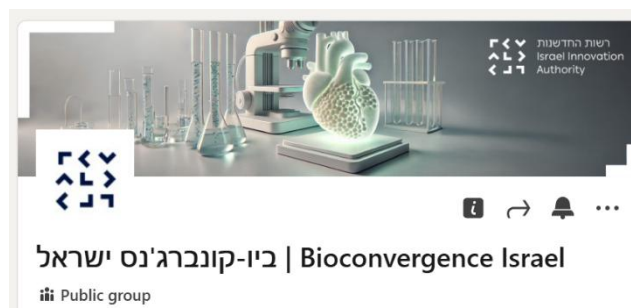 רשות החדשנות
Israel Innovation
Authority
ביו-קונברג'נס ישראל | Bioconvergence Israel
Public group